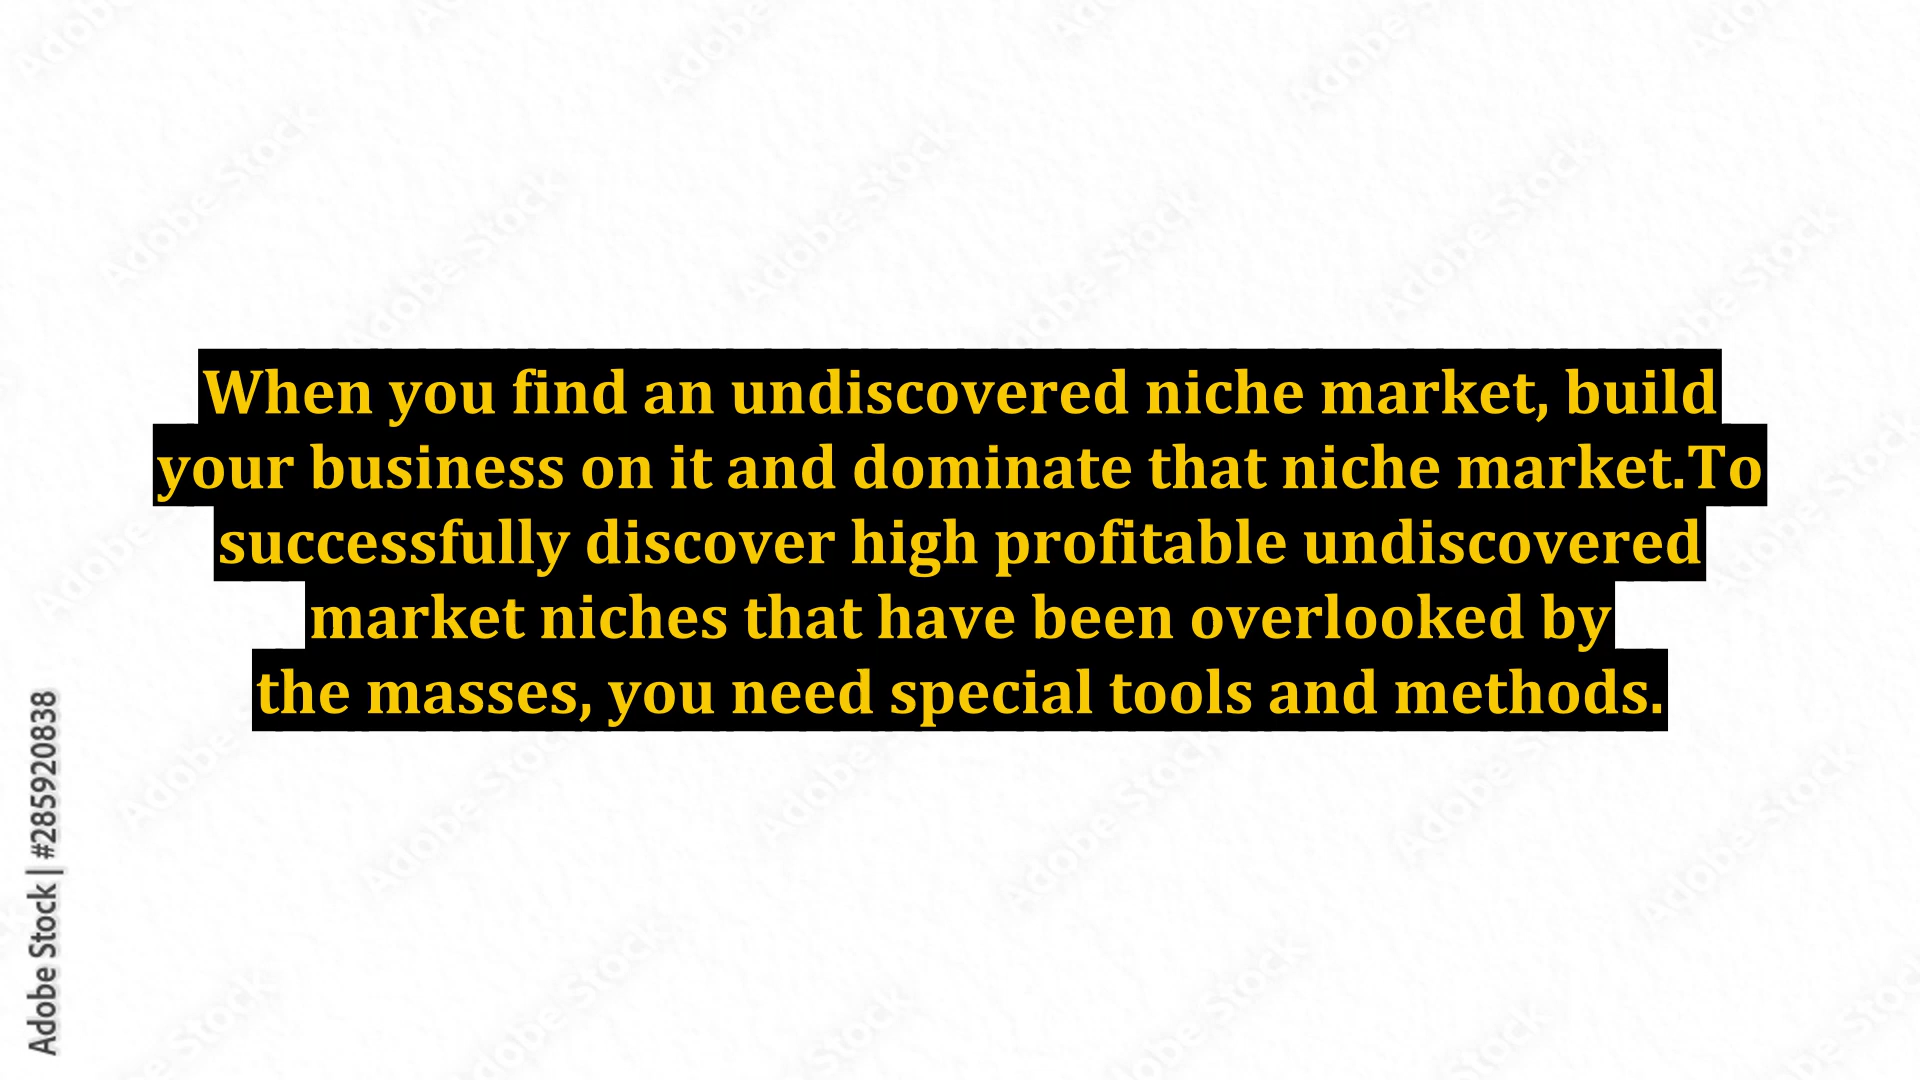 When you find an undiscovered niche market, build
your business on it and dominate that niche market.To
successfully discover high profitable undiscovered
market niches that have been overlooked by
the masses, you need special tools and methods.
Adobe Stock | #285920838